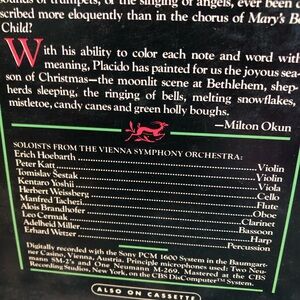 sounds of trumpets, or the singing of angels, ever been de
scribed more eloquently than in the chorus of Mary's B
Child?
With his ability to color each note and word with
meaning, Placido has painted for us the joyous sea-
son of Christmas—the moonlit scene at Bethlehem, shep-
herds sleeping, the ringing of bells, melting snowflakes,
mistletoe, candy canes and green holly boughs.
—Milton Okun
SOLOISTS FROM THE VIENNA SYMPHONY ORCHESTRA:
Erich Hoebarth Violin
Peter Katt Violin
Tomislav Šestak Viola
Kentaro Yoshii Cello
Herbert Weissberg Flute
Manfred Tachezi Oboe
Alois Brandhofer Clarinet
Leo Cermak Bassoon
Adelheid Miller Harp
Erhard Wetzer Percussion
Digitally recorded with the Sony PCM 1600 System in the Baumgart-
ner Casino, Vienna, Austria. Principle microphones used: Two Neu-
mann SM-2's and One Neumann M-269. Mastered at the CBS
Recording Studios, New York, on the CBS DisComputer™ System.
ALSO ON CASSETTE